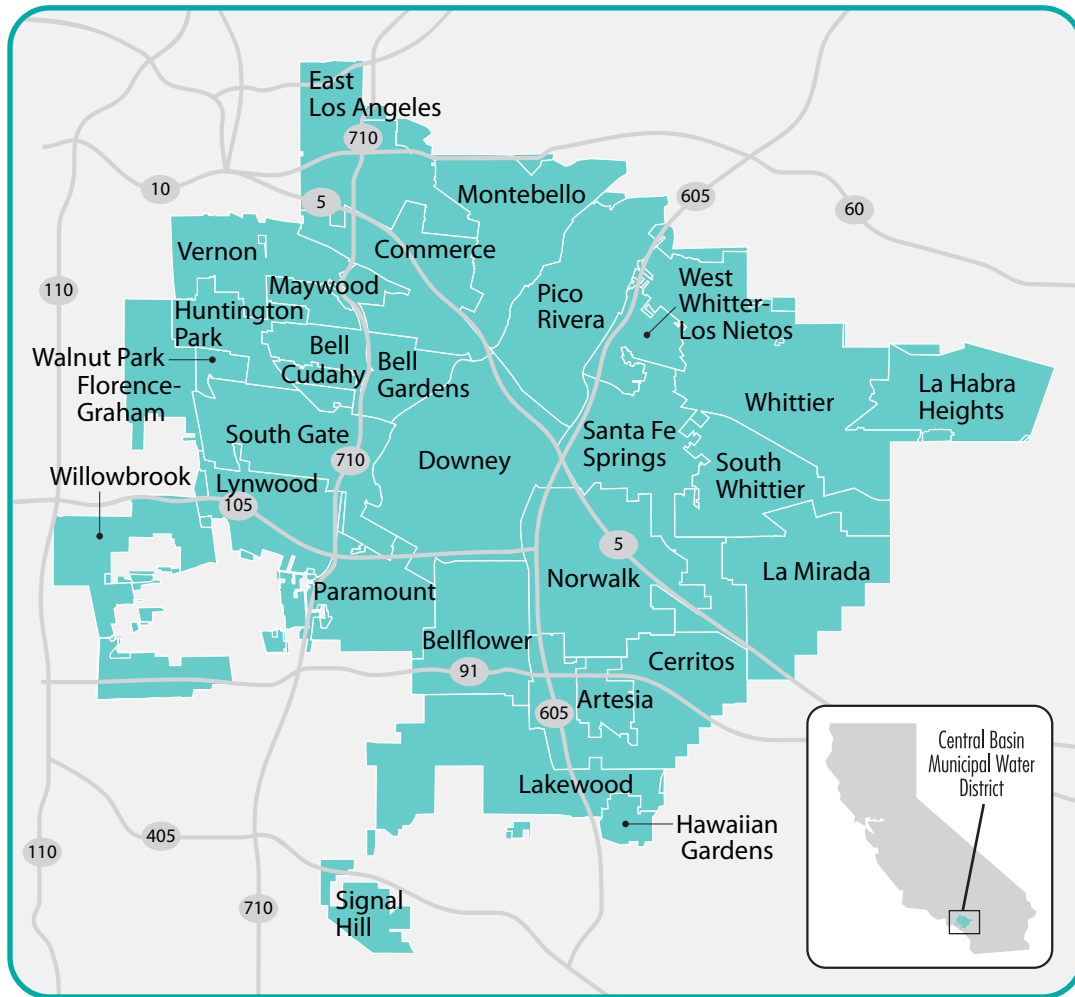 East
Los Angeles
710
Montebello
10
5
605
60
Vernon
Commerce
110
Maywood
Huntington
Park
Pico
Rivera
West
Whitter-
Los Nietos
Walnut Park
Florence-
Graham
Bell
Cudahy
Bell
Gardens
Whittier
La Habra
Heights
South Gate
710
Downey
Santa Fe
Springs
South
Whittier
Willowbrook
Lynwood
105
5
Norwalk
La Mirada
Paramount
Bellflower
91
Cerritos
Artesia
605
Lakewood
Hawaiian
Gardens
405
110
710
Signal
Hill
Central Basin
Municipal Water
District